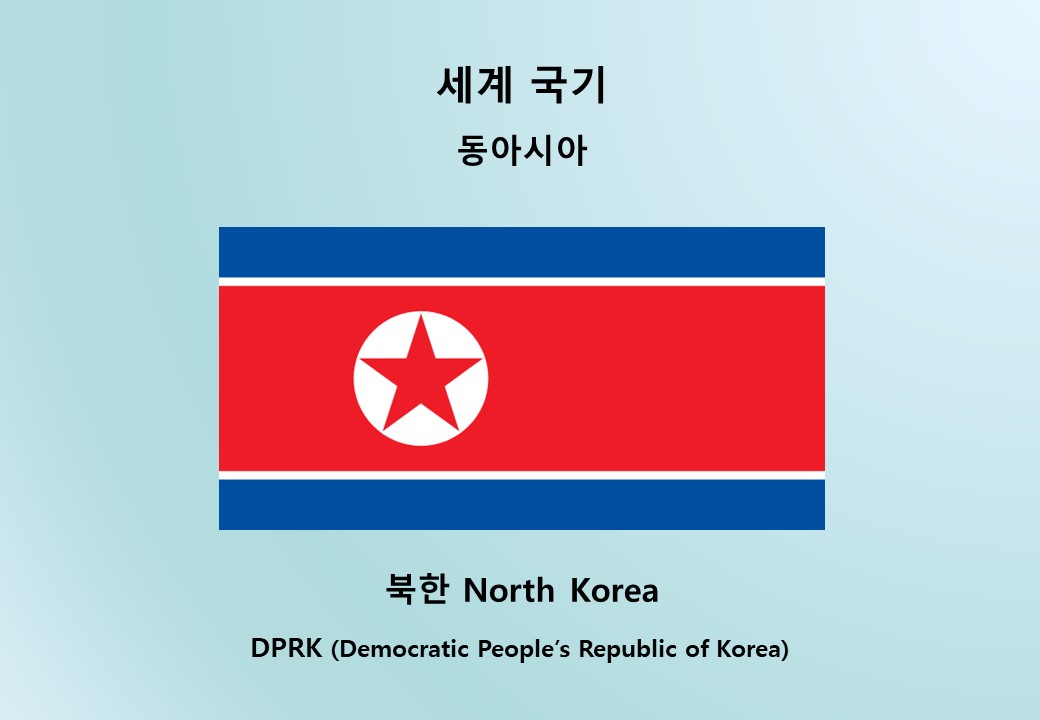 세계 국기
동아시아
북한 North Korea
DPRK (Democratic People’s Republic of Korea)